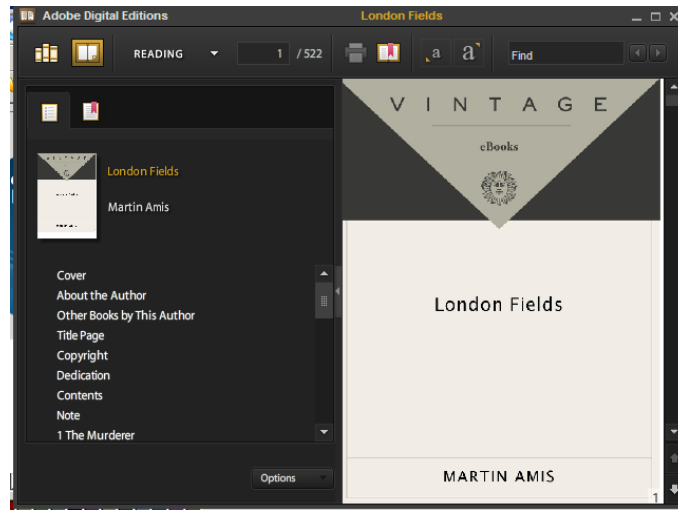 Adobe Digital Editions
London Fields
READING
1 / 522
a a
Find
London Fields
Martin Amis
Cover
About the Author
Other Books by This Author
Title Page
Copyright
Dedication
Contents
Note
1 The Murderer
Options
VINTAGE
eBooks
London Fields
MARTIN AMIS
1